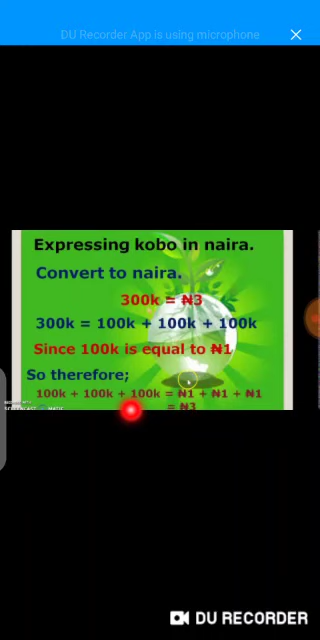 DU Recorder App is using microphone
Expressing kobo in naira.
Convert to naira.
300k = ₦3
300k = 100k + 100k + 100k
Since 100k is equal to ₦1
So therefore;
100k + 100k + 100k = ₦1 + ₦1 + ₦1
= ₦3
DU RECORDER